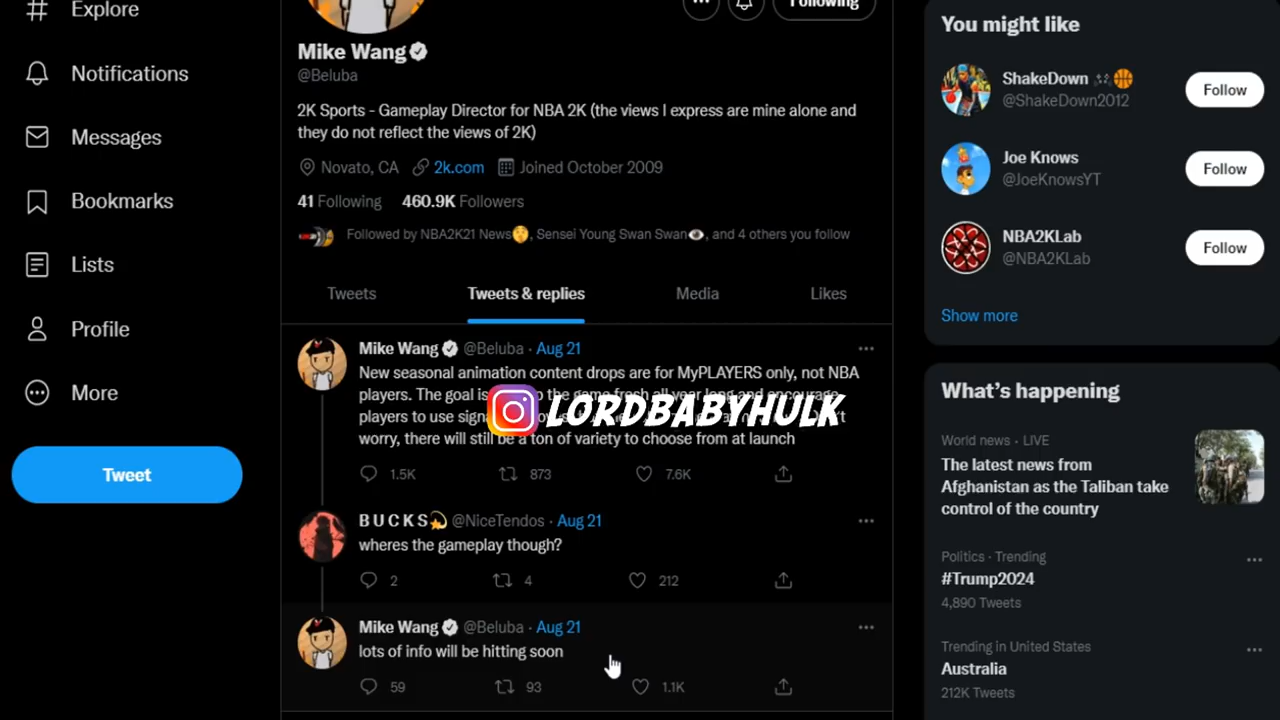 Explore
Notifications
Messages
Bookmarks
Lists
Profile
More
Tweet
Following
Mike Wang
@Beluba
2K Sports - Gameplay Director for NBA 2K (the views I express are mine alone and
they do not reflect the views of 2K)
Novato, CA 2k.com Joined October 2009
41 Following 460.9K Followers
Followed by NBA2K21 News🤫, Sensei Young Swan Swan👁, and 4 others you follow
Tweets Tweets & replies Media Likes
Mike Wang @Beluba · Aug 21
New seasonal animation content drops are for MyPLAYERS only, not NBA
players. The goal is the game fresh all year long and encourage
players to use
worry, there will still be a ton of variety to choose from at launch
LORDBABYHULK
1.5K 873 7.6K
B U C K S💫 @NiceTendos · Aug 21
wheres the gameplay though?
2 4 212
Mike Wang @Beluba · Aug 21
lots of info will be hitting soon
59 93 1.1K
You might like
ShakeDown 🏀
@ShakeDown2012
Follow
Joe Knows
@JoeKnowsYT
Follow
NBA2KLab
@NBA2KLab
Follow
Show more
What's happening
World news · LIVE
The latest news from
Afghanistan as the Taliban take
control of the country
Politics · Trending
#Trump2024
4,890 Tweets
Trending in United States
Australia
212K Tweets